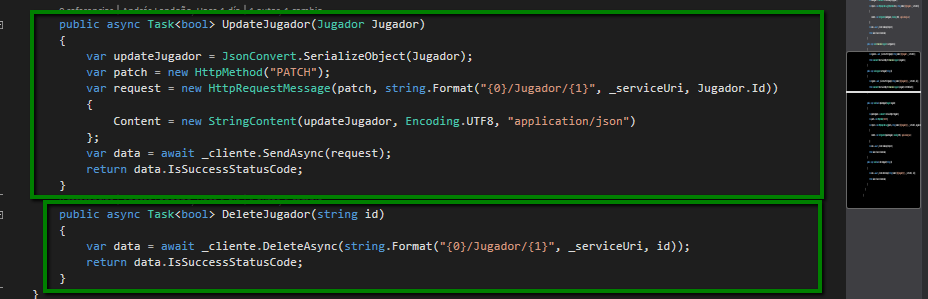 public async Task<bool> UpdateJugador(Jugador Jugador)
{
var updateJugador = JsonConvert.SerializeObject(Jugador);
var patch = new HttpMethod("PATCH");
var request = new HttpRequestMessage(patch, string.Format("{0}/Jugador/{1}", _serviceUri, Jugador.Id))
{
Content = new StringContent(updateJugador, Encoding.UTF8, "application/json")
};
var data = await _cliente.SendAsync(request);
return data.IsSuccessStatusCode;
}
public async Task<bool> DeleteJugador(string id)
{
var data = await _cliente.DeleteAsync(string.Format("{0}/Jugador/{1}", _serviceUri, id));
return data.IsSuccessStatusCode;
}
}